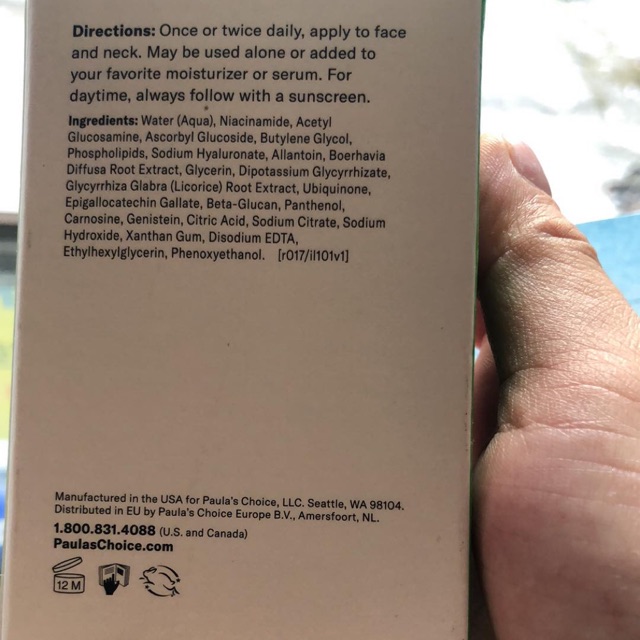 Directions: Once or twice daily, apply to face
and neck. May be used alone or added to
your favorite moisturizer or serum. For
daytime, always follow with a sunscreen.
Ingredients: Water (Aqua), Niacinamide, Acetyl
Glucosamine, Ascorbyl Glucoside, Butylene Glycol,
Phospholipids, Sodium Hyaluronate, Allantoin, Boerhavia
Diffusa Root Extract, Glycerin, Dipotassium Glycyrrhizate,
Glycyrrhiza Glabra (Licorice) Root Extract, Ubiquinone,
Epigallocatechin Gallate, Beta-Glucan, Panthenol,
Carnosine, Genistein, Citric Acid, Sodium Citrate, Sodium
Hydroxide, Xanthan Gum, Disodium EDTA,
Ethylhexylglycerin, Phenoxyethanol. [r017/il101v1]
Manufactured in the USA for Paula's Choice, LLC. Seattle, WA 98104.
Distributed in EU by Paula's Choice Europe B.V., Amersfoort, NL.
1.800.831.4088 (U.S. and Canada)
PaulasChoice.com
12 M